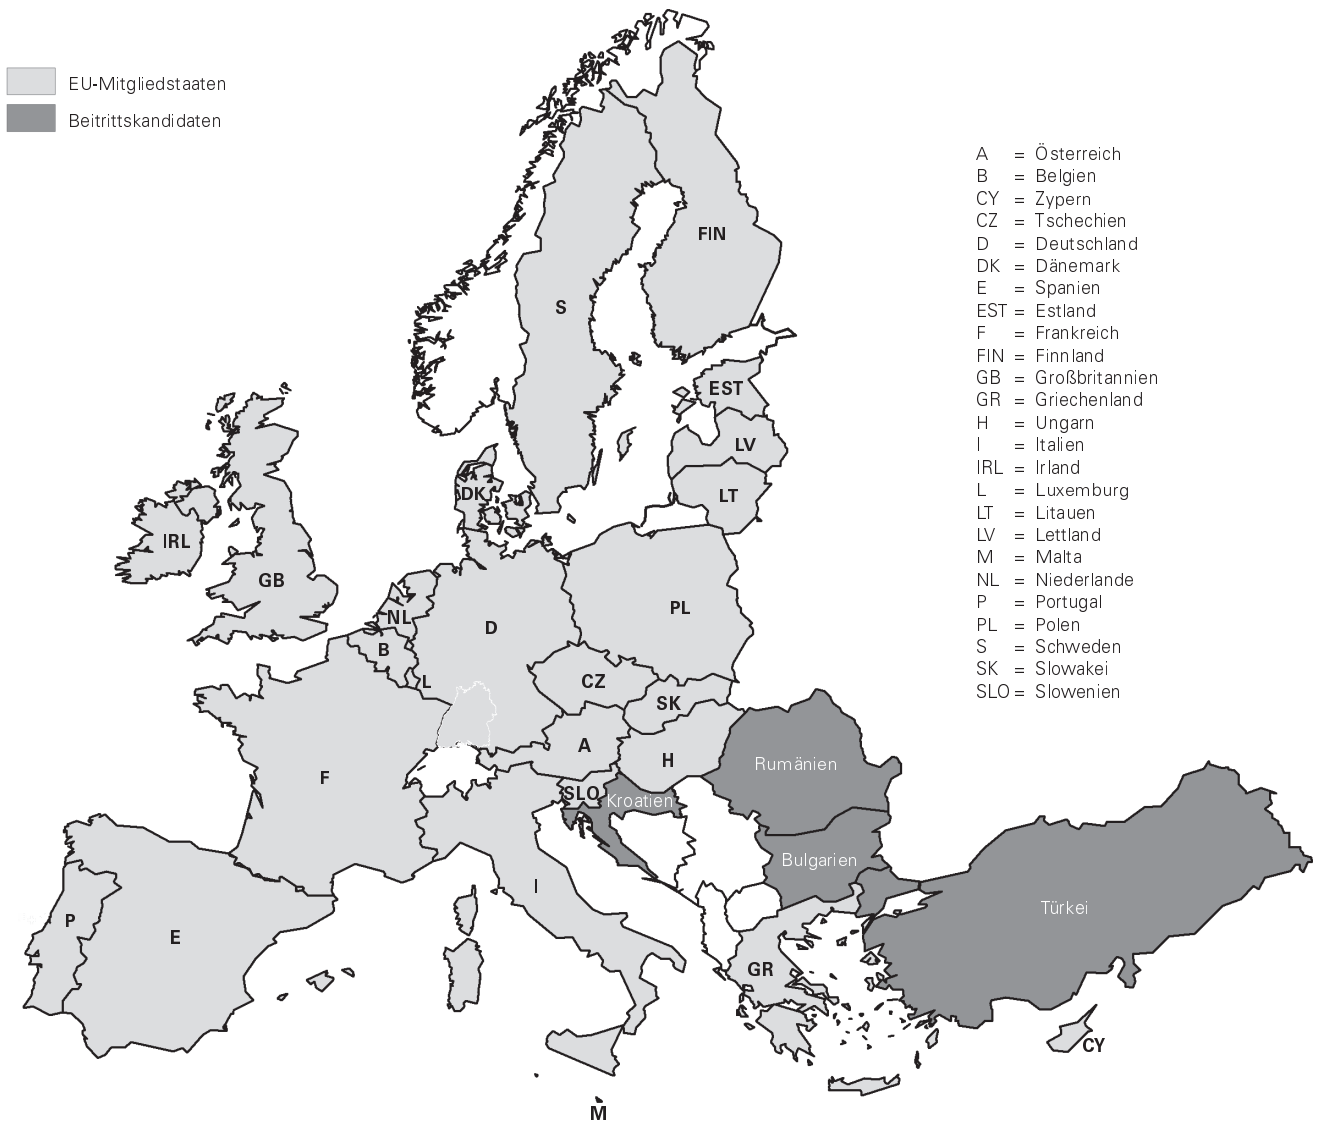 EU-Mitgliedstaaten
Beitrittskandidaten
A = Österreich
B = Belgien
CY = Zypern
CZ = Tschechien
D = Deutschland
DK = Dänemark
E = Spanien
EST = Estland
F = Frankreich
FIN = Finnland
GB = Großbritannien
GR = Griechenland
H = Ungarn
I = Italien
IRL = Irland
L = Luxemburg
LT = Litauen
LV = Lettland
M = Malta
NL = Niederlande
P = Portugal
PL = Polen
S = Schweden
SK = Slowakei
SLO = Slowenien
FIN
S
EST
LV
LT
DK
IRL
GB
NL
D
PL
B
L
CZ
SK
A
H
F
Rumänien
SLO
Kroatien
Bulgarien
I
Türkei
P
E
GR
CY
M